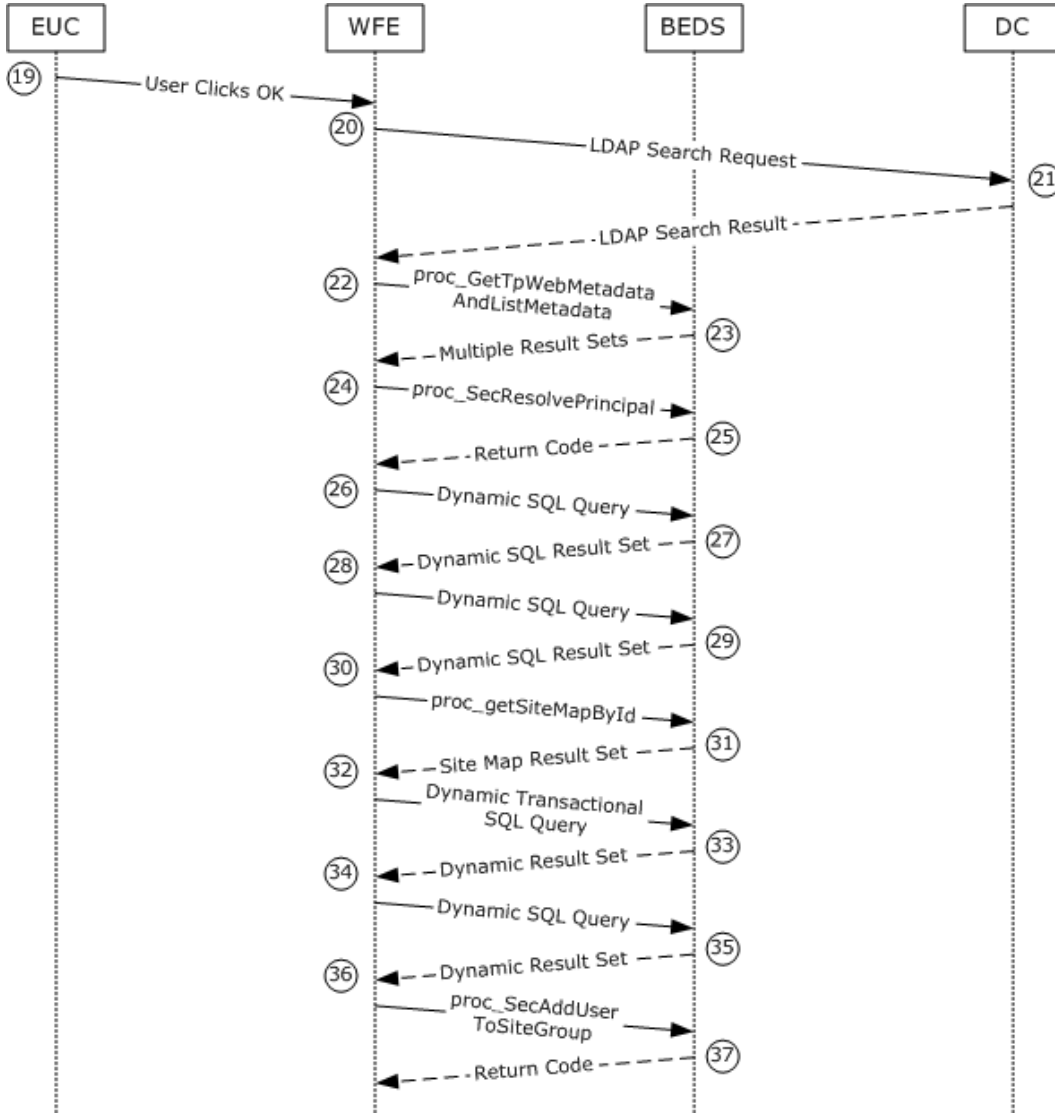 EUC
WFE
BEDS
DC
19
User Clicks OK
20
LDAP Search Request
21
LDAP Search Result
22
proc_GetTpWebMetadata
AndListMetadata
23
Multiple Result Sets
24
proc_SecResolvePrincipal
25
Return Code
26
Dynamic SQL Query
27
Dynamic SQL Result Set
28
Dynamic SQL Query
29
Dynamic SQL Result Set
30
proc_getSiteMapById
31
Site Map Result Set
32
Dynamic Transactional
SQL Query
33
Dynamic Result Set
34
Dynamic SQL Query
35
Dynamic Result Set
36
proc_SecAddUser
ToSiteGroup
37
Return Code